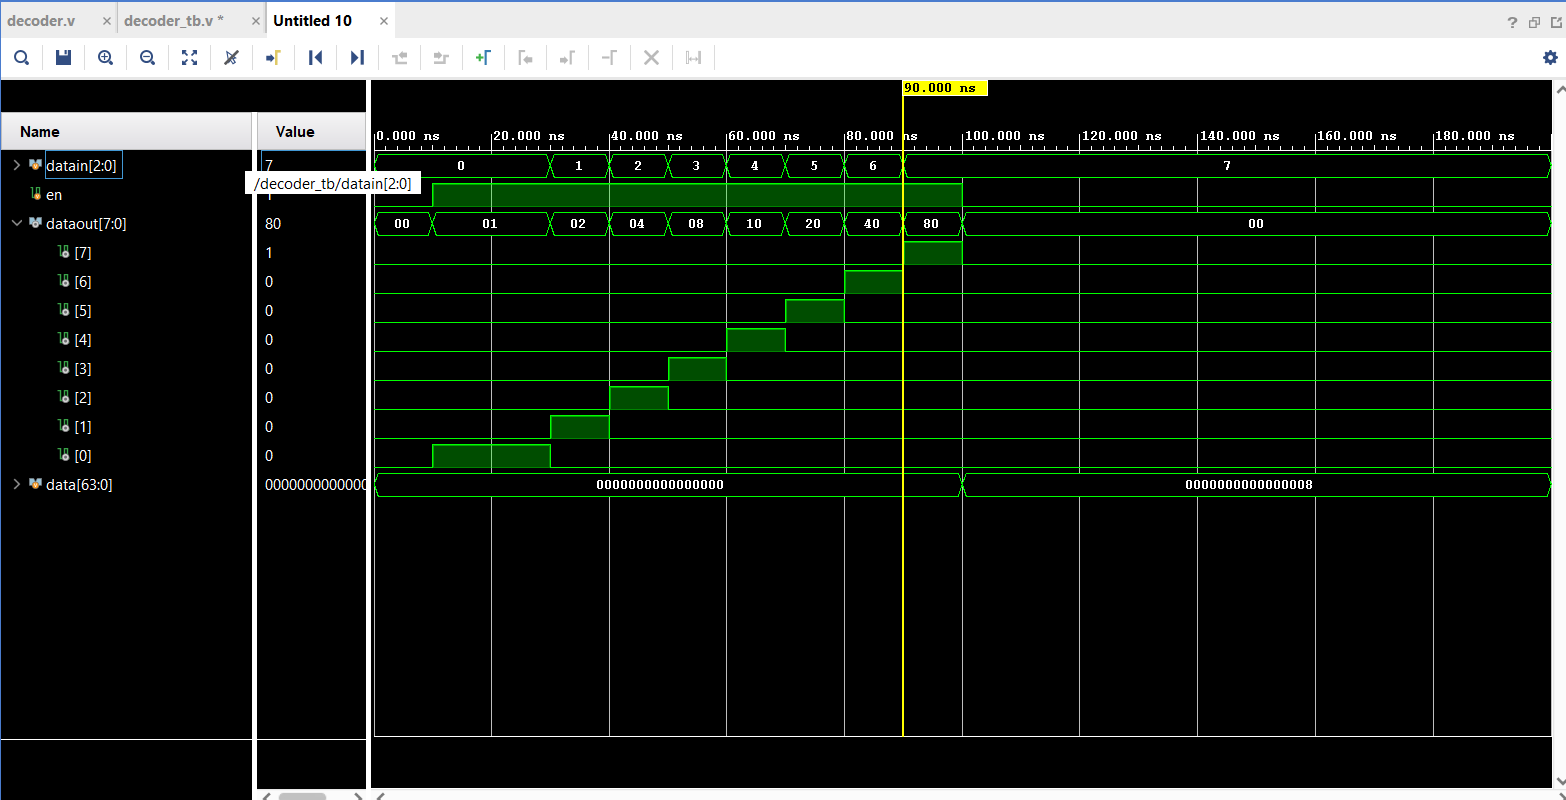 decoder.v × decoder_tb.v * × Untitled 10 ×
?
90.000 ns
Name Value
0.000 ns 20.000 ns 40.000 ns 60.000 ns 80.000 ns 100.000 ns 120.000 ns 140.000 ns 160.000 ns 180.000 ns
datain[2:0] 7 0 1 2 3 4 5 6 7
/decoder_tb/datain[2:0]
en 1
dataout[7:0] 80 00 01 02 04 08 10 20 40 80 00
[7] 1
[6] 0
[5] 0
[4] 0
[3] 0
[2] 0
[1] 0
[0] 0
data[63:0] 0000000000000 0000000000000000 0000000000000008